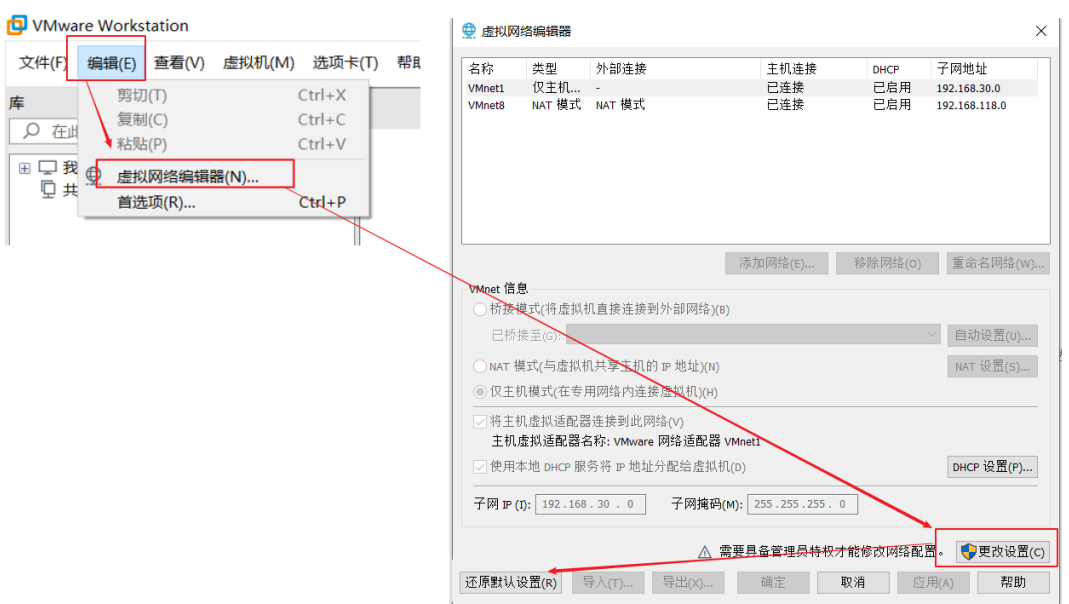 VMware Workstation
文件(F) 编辑(E) 查看(V) 虚拟机(M) 选项卡(T) 帮
库
剪切(T) Ctrl+X
复制(C) Ctrl+C
粘贴(P) Ctrl+V
虚拟网络编辑器(N)...
首选项(R)... Ctrl+P
在此
我
共
虚拟网络编辑器
名称 类型 外部连接 主机连接 DHCP 子网地址
VMnet1 仅主机... - 已连接 已启用 192.168.30.0
VMnet8 NAT 模式 NAT 模式 已连接 已启用 192.168.118.0
添加网络(E)... 移除网络(O) 重命名网络(W)...
VMnet 信息
桥接模式(将虚拟机直接连接到外部网络)(B)
已桥接至(G): 自动设置(U)...
NAT 模式(与虚拟机共享主机的 IP 地址)(N) NAT 设置(S)...
仅主机模式(在专用网络内连接虚拟机)(H)
将主机虚拟适配器连接到此网络(V)
主机虚拟适配器名称: VMware 网络适配器 VMnet1
使用本地 DHCP 服务将 IP 地址分配给虚拟机(D) DHCP 设置(P)...
子网 IP (I): 192.168 . 30 . 0 子网掩码(M): 255.255.255. 0
需要具备管理员特权才能修改网络配置。 更改设置(C)
还原默认设置(R) 导入(T)... 导出(X)... 确定 取消 应用(A) 帮助